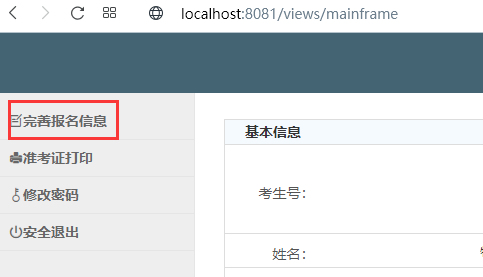 localhost:8081/views/mainframe
完善报名信息
准考证打印
修改密码
安全退出
基本信息
考生号：
姓名：